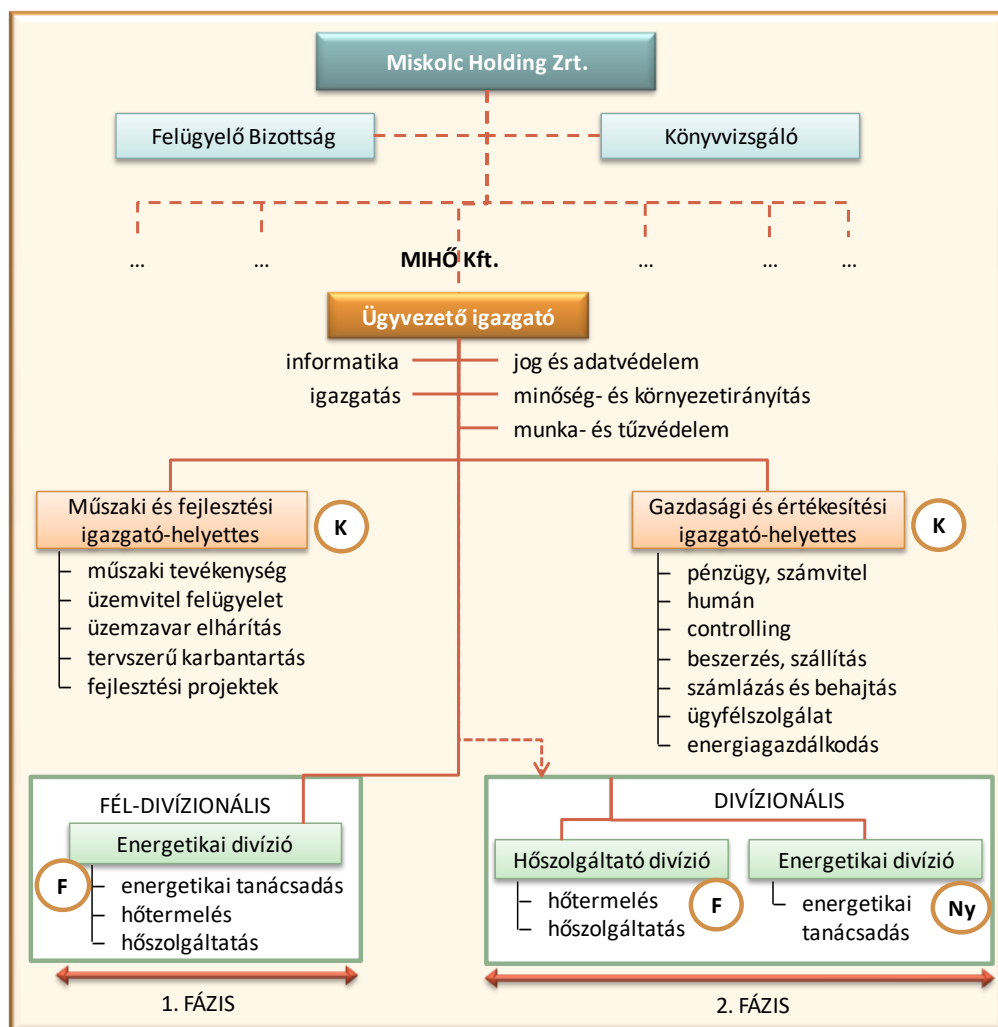 Miskolc Holding Zrt.
Felügyelő Bizottság
Könyvvizsgáló
...
...
MIHŐ Kft.
...
...
...
Ügyvezető igazgató
informatika
jog és adatvédelem
igazgatás
minőség- és környezetirányítás
munka- és tűzvédelem
Műszaki és fejlesztési
igazgató-helyettes
K
műszaki tevékenység
üzemvitel felügyelet
üzemzavar elhárítás
tervszerű karbantartás
fejlesztési projektek
Gazdasági és értékesítési
igazgató-helyettes
K
pénzügy, számvitel
humán
controlling
beszerzés, szállítás
számlázás és behajtás
ügyfélszolgálat
energiagazdálkodás
FÉL-DIVÍZIONÁLIS
Energetikai divízió
F
energetikai tanácsadás
hőtermelés
hőszolgáltatás
1. FÁZIS
DIVÍZIONÁLIS
Hőszolgáltató divízió
hőtermelés
hőszolgáltatás
F
Energetikai divízió
energetikai
tanácsadás
Ny
2. FÁZIS